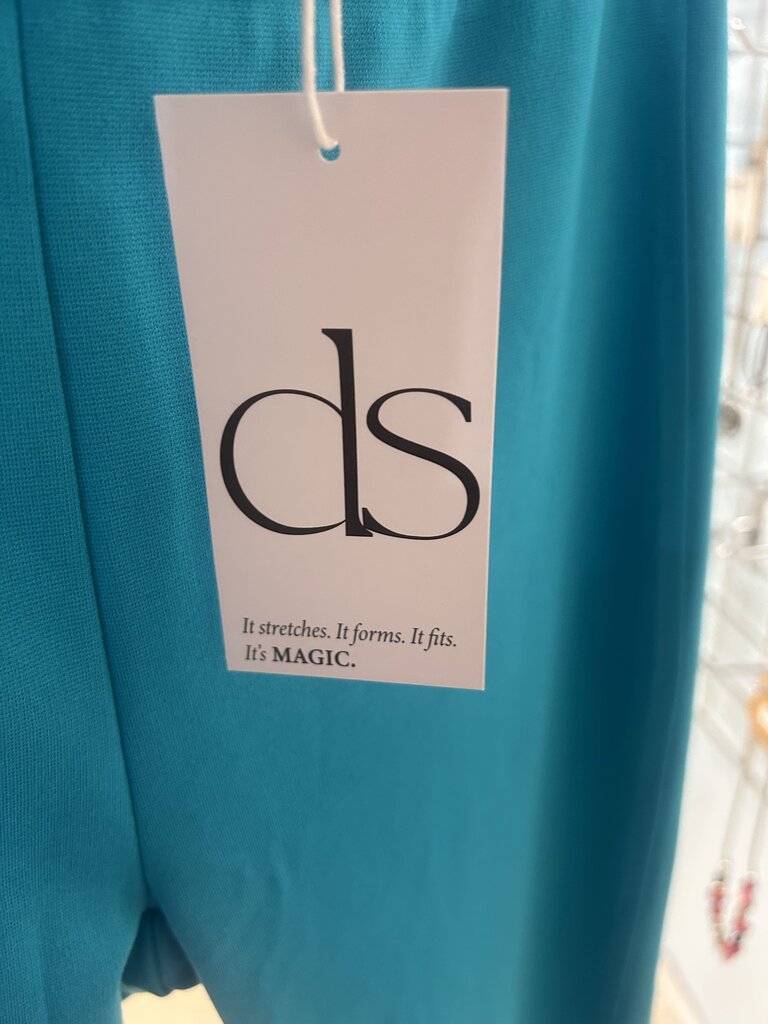 ds
It stretches. It forms. It fits.
It's MAGIC.